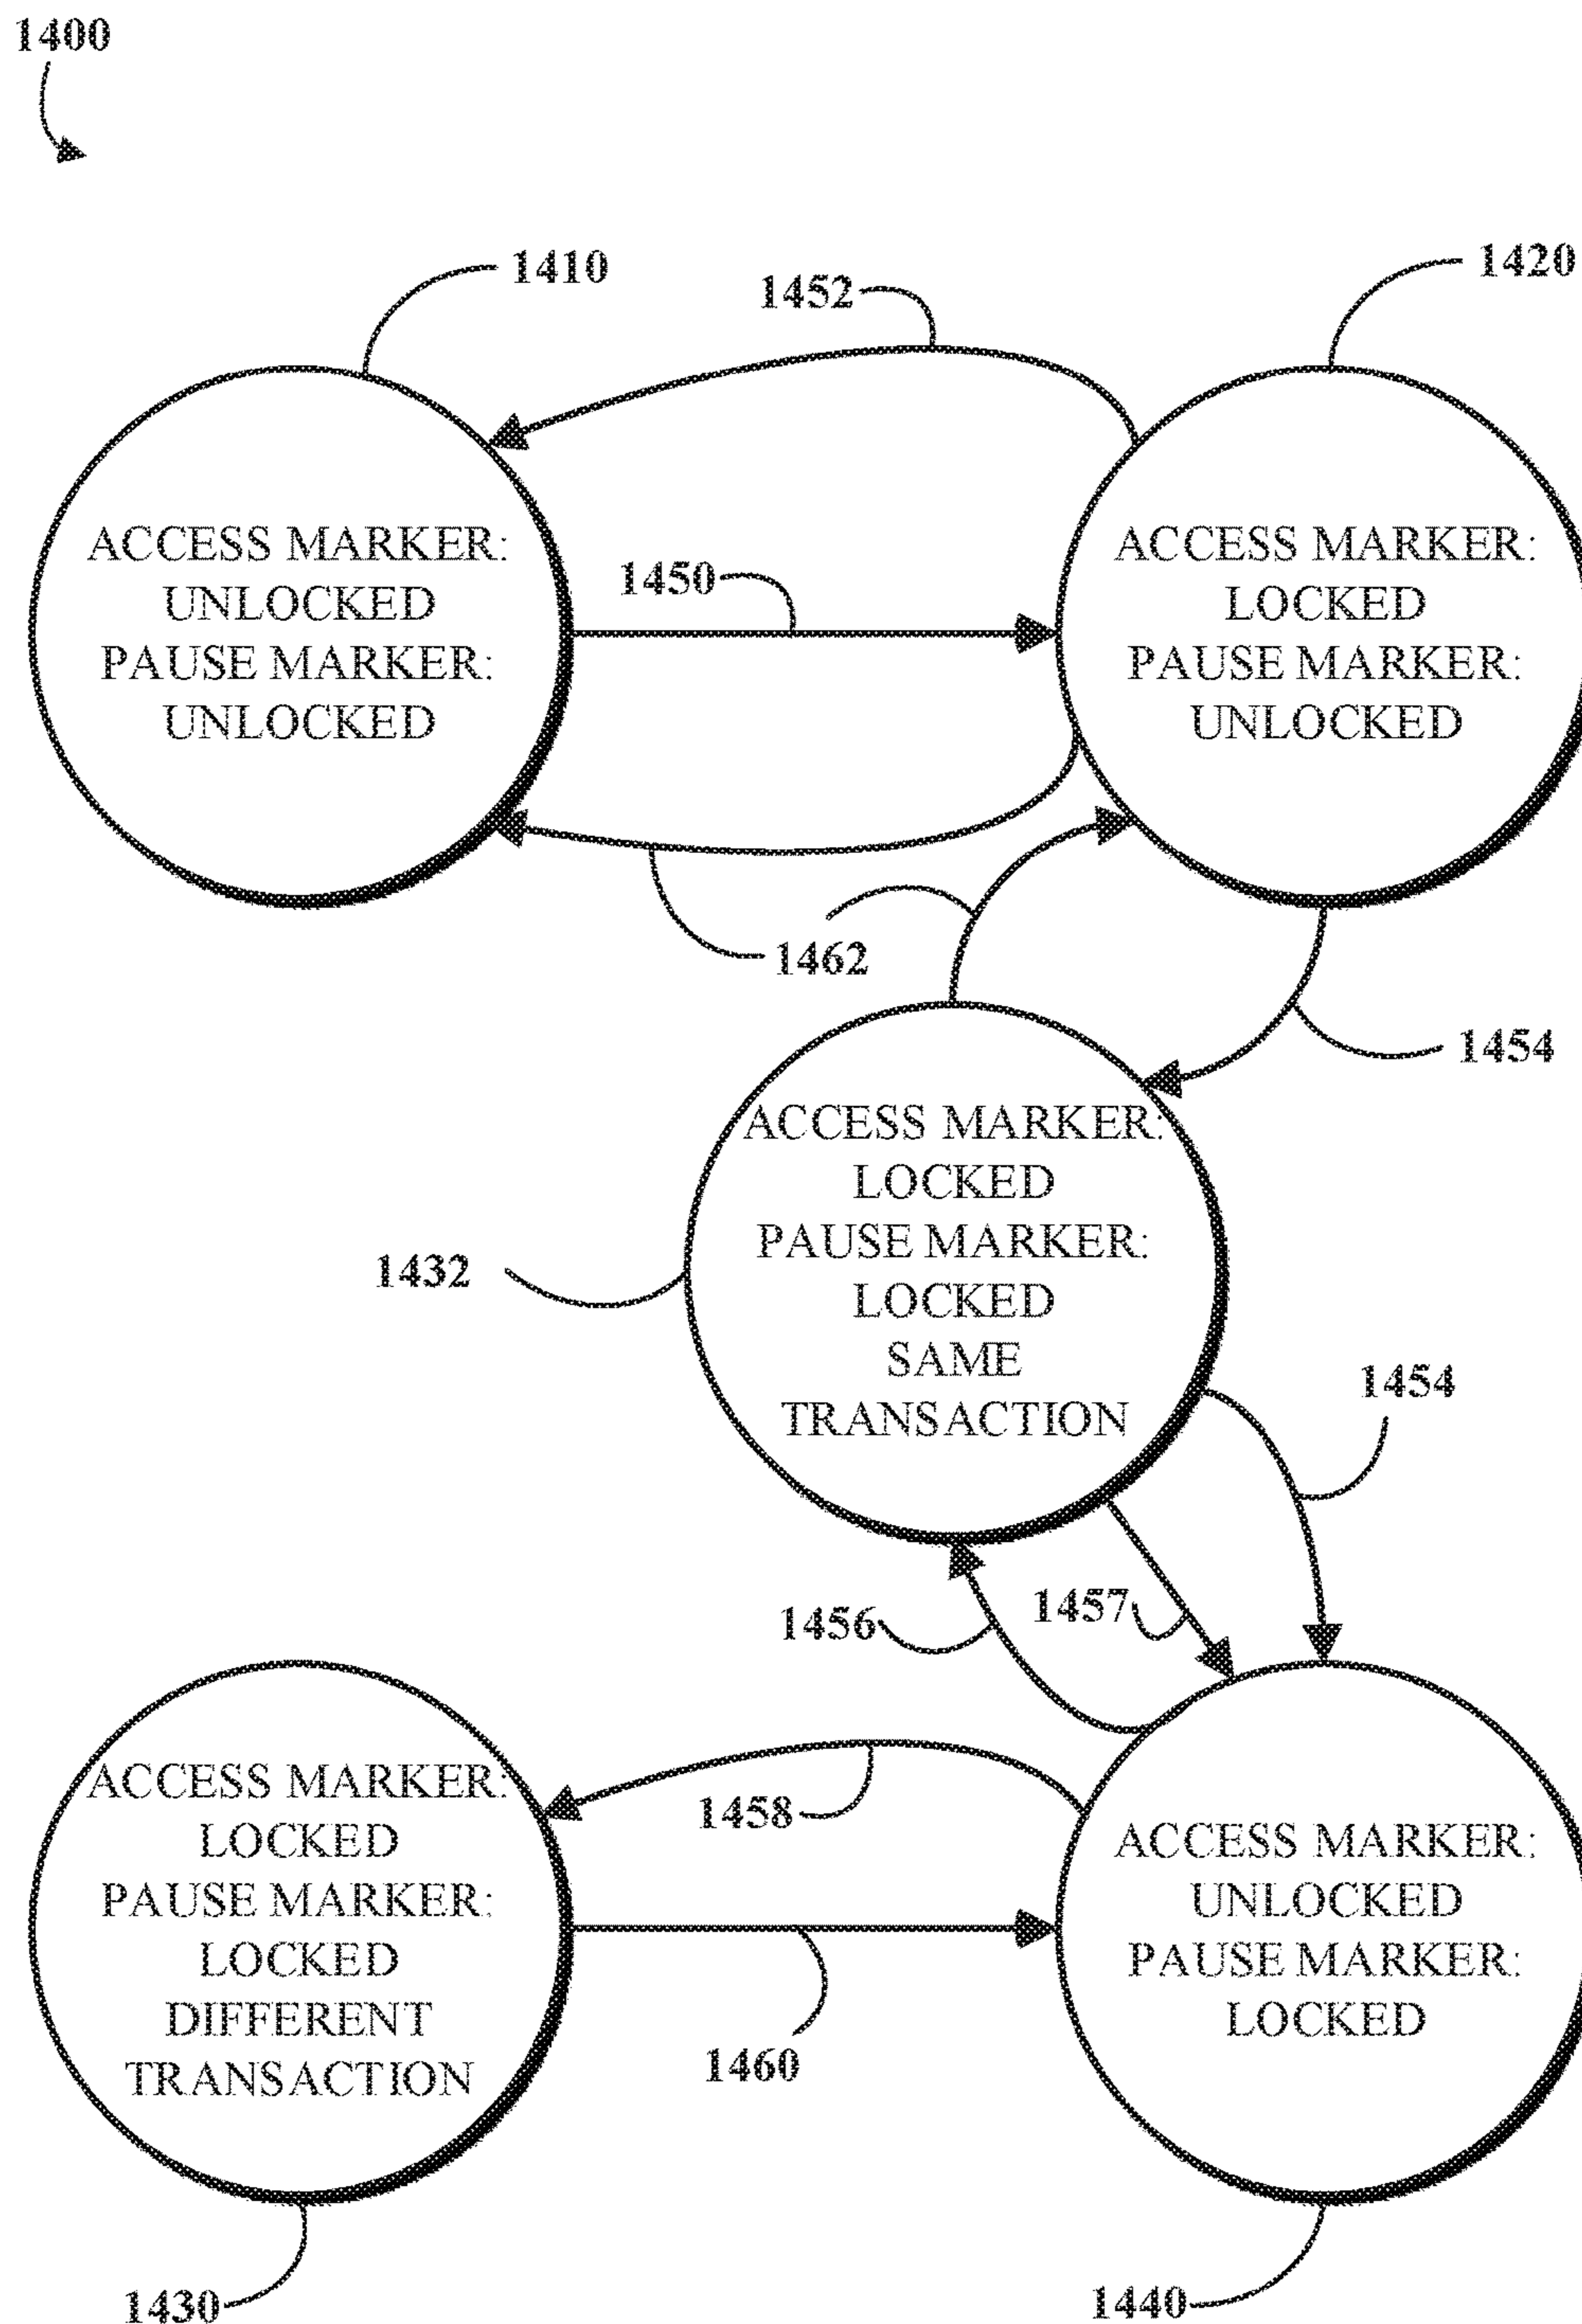 1400
1410
1420
1452
ACCESS MARKER:
UNLOCKED
PAUSE MARKER:
UNLOCKED
1450
ACCESS MARKER:
LOCKED
PAUSE MARKER:
UNLOCKED
1462
1454
ACCESS MARKER:
LOCKED
PAUSE MARKER:
LOCKED
SAME
TRANSACTION
1432
1454
1456
1457
ACCESS MARKER:
LOCKED
PAUSE MARKER:
LOCKED
DIFFERENT
TRANSACTION
1458
1460
ACCESS MARKER:
UNLOCKED
PAUSE MARKER:
LOCKED
1430
1440